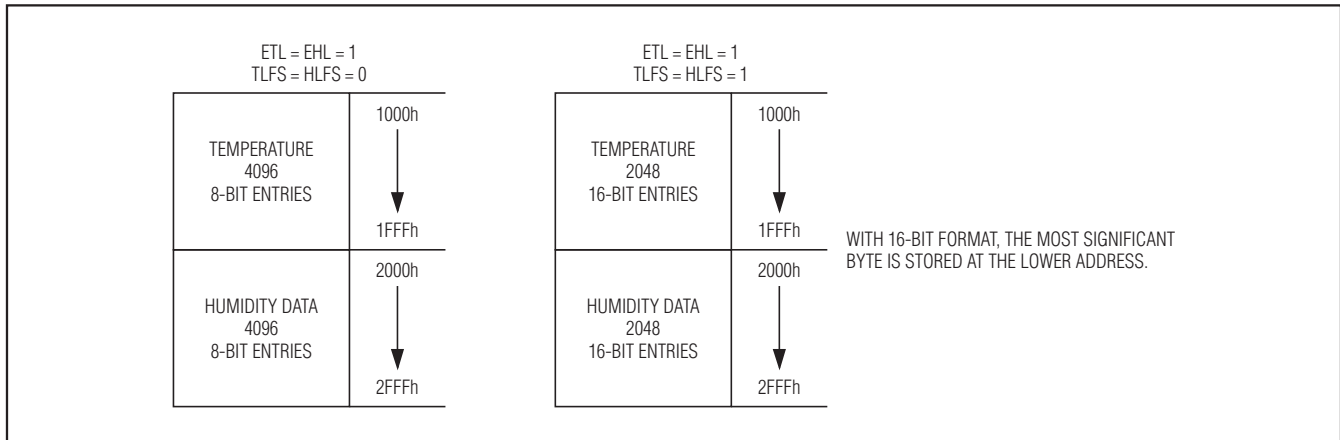 ETL = EHL = 1
TLFS = HLFS = 0
TEMPERATURE
4096
8-BIT ENTRIES
1000h
1FFFh
HUMIDITY DATA
4096
8-BIT ENTRIES
2000h
2FFFh
ETL = EHL = 1
TLFS = HLFS = 1
TEMPERATURE
2048
16-BIT ENTRIES
1000h
1FFFh
HUMIDITY DATA
2048
16-BIT ENTRIES
2000h
2FFFh
WITH 16-BIT FORMAT, THE MOST SIGNIFICANT
BYTE IS STORED AT THE LOWER ADDRESS.